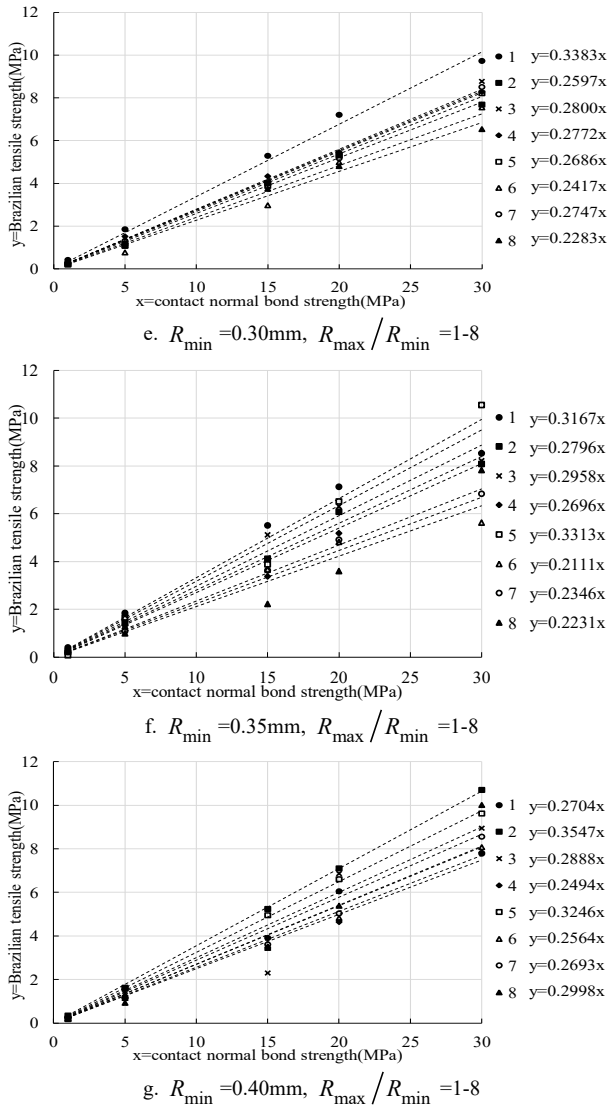 12
10
8
6
4
2
0
y=Brazilian tensile strength(MPa)
0 5 10 15 20 25 30
x=contact normal bond strength(MPa)
1 y=0.3383x
2 y=0.2597x
3 y=0.2800x
4 y=0.2772x
5 y=0.2686x
6 y=0.2417x
7 y=0.2747x
8 y=0.2283x
e. Rmin =0.30mm, Rmax/Rmin =1-8
12
10
8
6
4
2
0
y=Brazilian tensile strength(MPa)
0 5 10 15 20 25 30
x=contact normal bond strength(MPa)
1 y=0.3167x
2 y=0.2796x
3 y=0.2958x
4 y=0.2696x
5 y=0.3313x
6 y=0.2111x
7 y=0.2346x
8 y=0.2231x
f. Rmin =0.35mm, Rmax/Rmin =1-8
12
10
8
6
4
2
0
y=Brazilian tensile strength(MPa)
0 5 10 15 20 25 30
x=contact normal bond strength(MPa)
1 y=0.2704x
2 y=0.3547x
3 y=0.2888x
4 y=0.2494x
5 y=0.3246x
6 y=0.2564x
7 y=0.2693x
8 y=0.2998x
g. Rmin =0.40mm, Rmax/Rmin =1-8